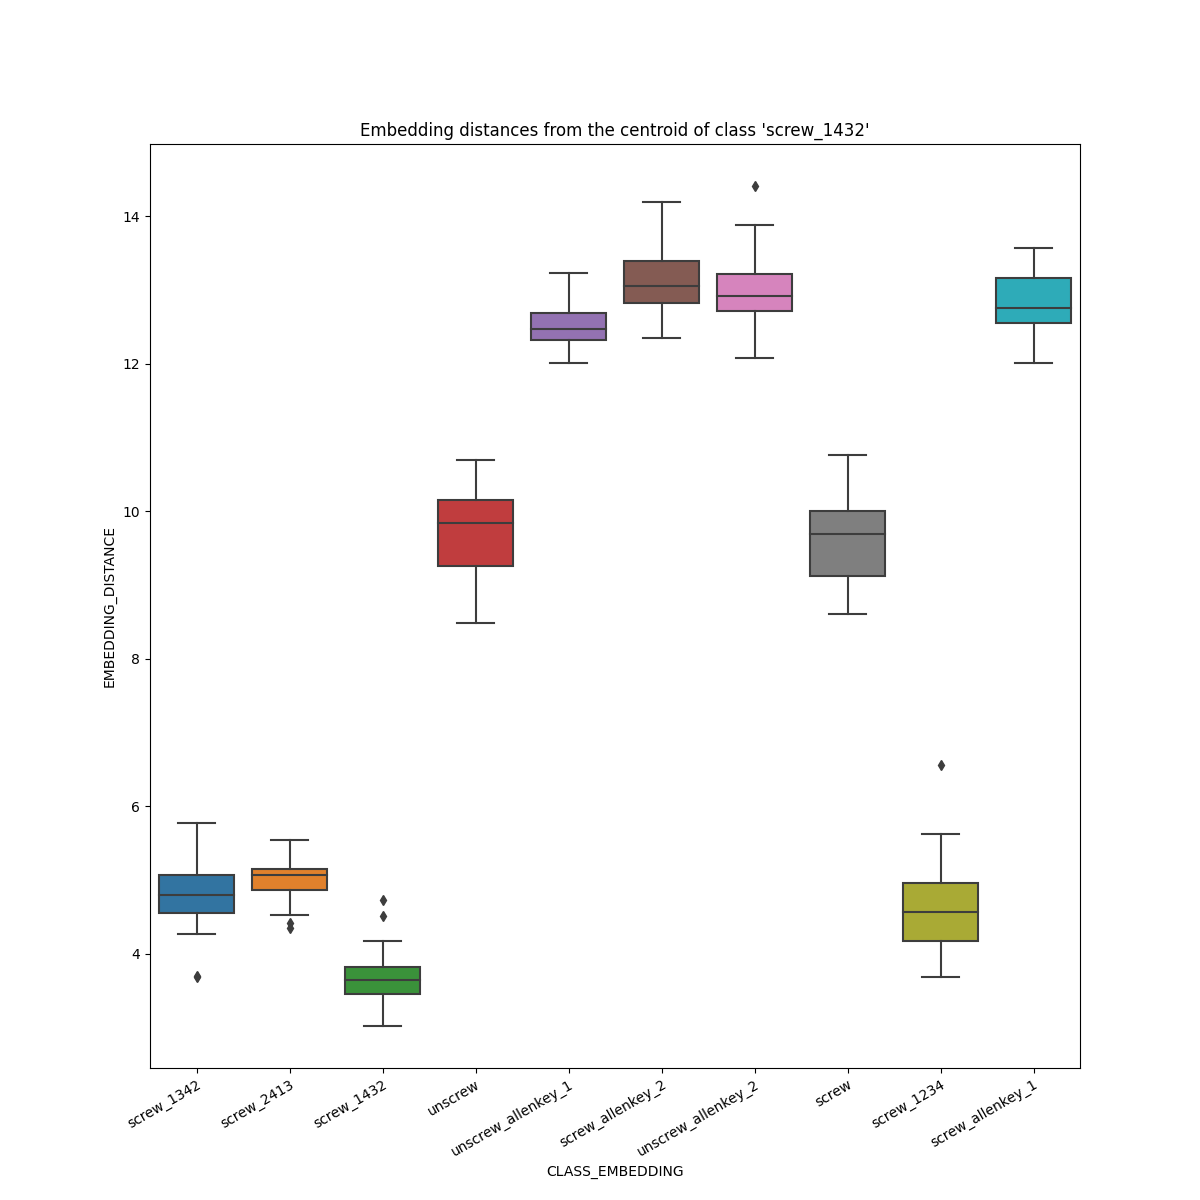 Embedding distances from the centroid of class 'screw_1432'
EMBEDDING_DISTANCE
14
12
10
8
6
4
screw_1342
screw_2413
screw_1432
unscrew
unscrew_allenkey_1
screw_allenkey_2
unscrew_allenkey_2
screw
screw_1234
screw_allenkey_1
CLASS_EMBEDDING